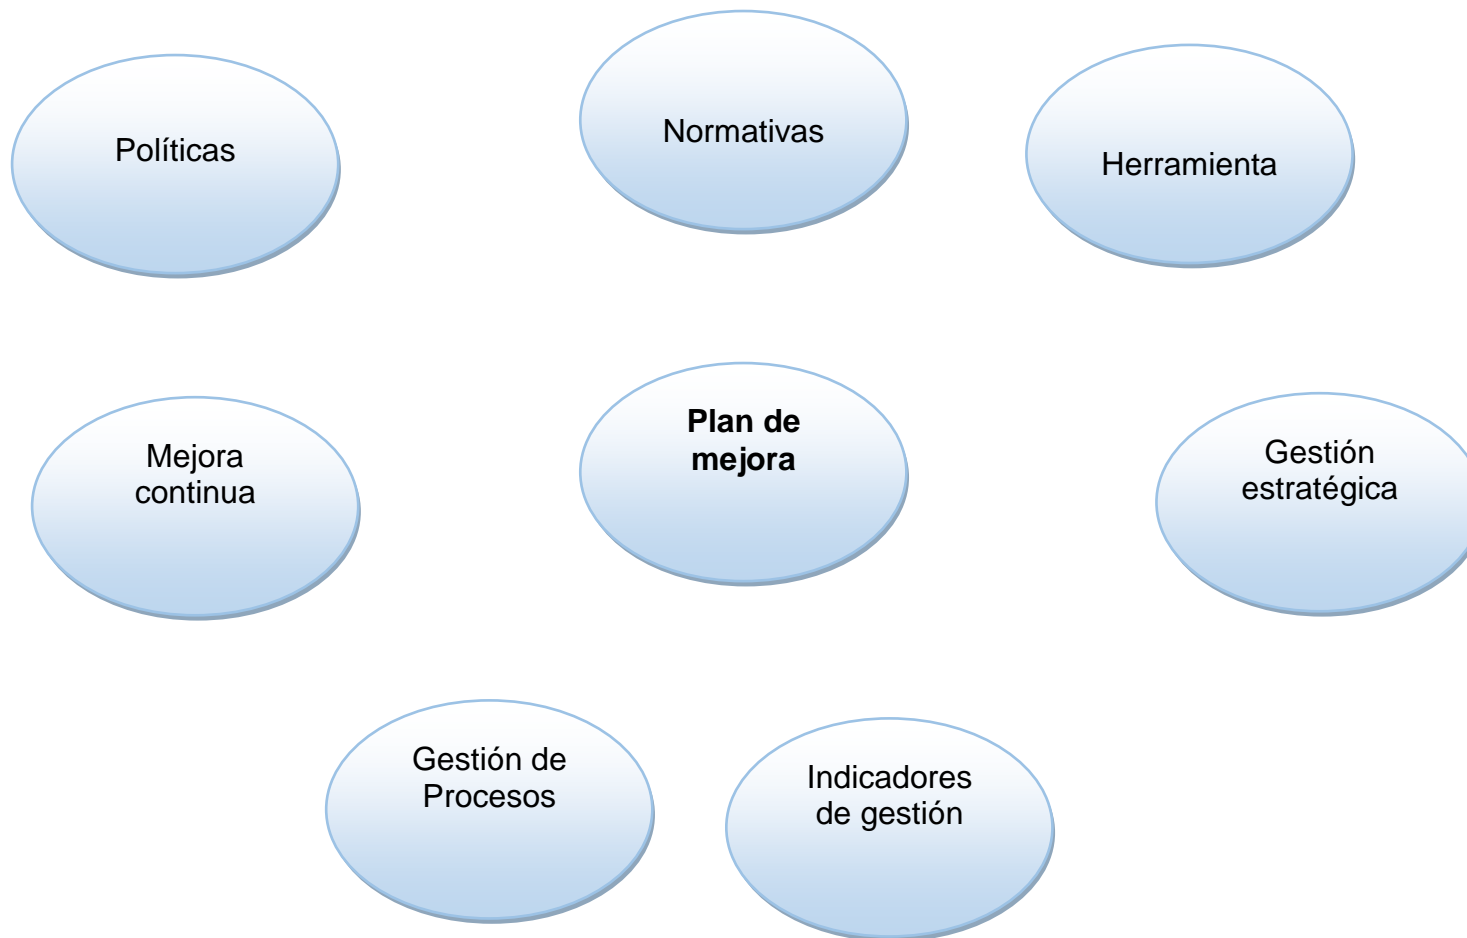 Políticas
Normativas
Herramienta
Mejora
continua
Plan de
mejora
Gestión
estratégica
Gestión de
Procesos
Indicadores
de gestión